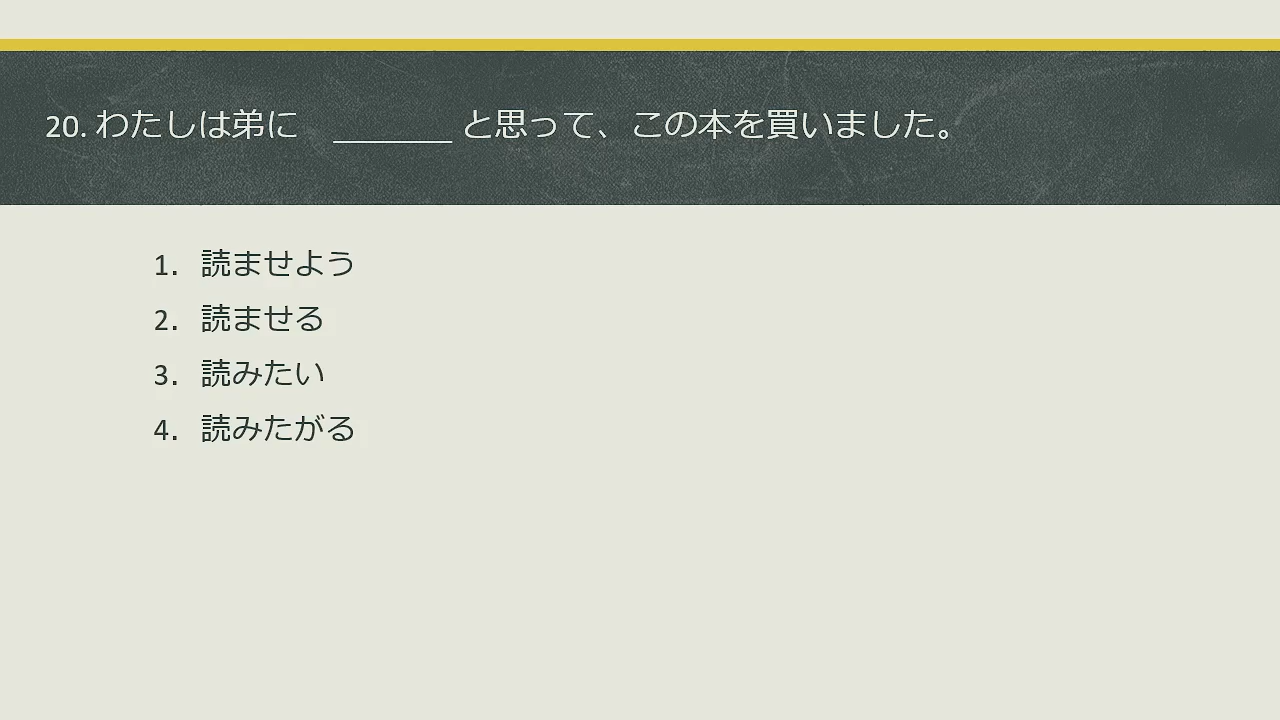 20. わたしは弟に　_______ と思って、この本を買いました。
1. 読ませよう
2. 読ませる
3. 読みたい
4. 読みたがる